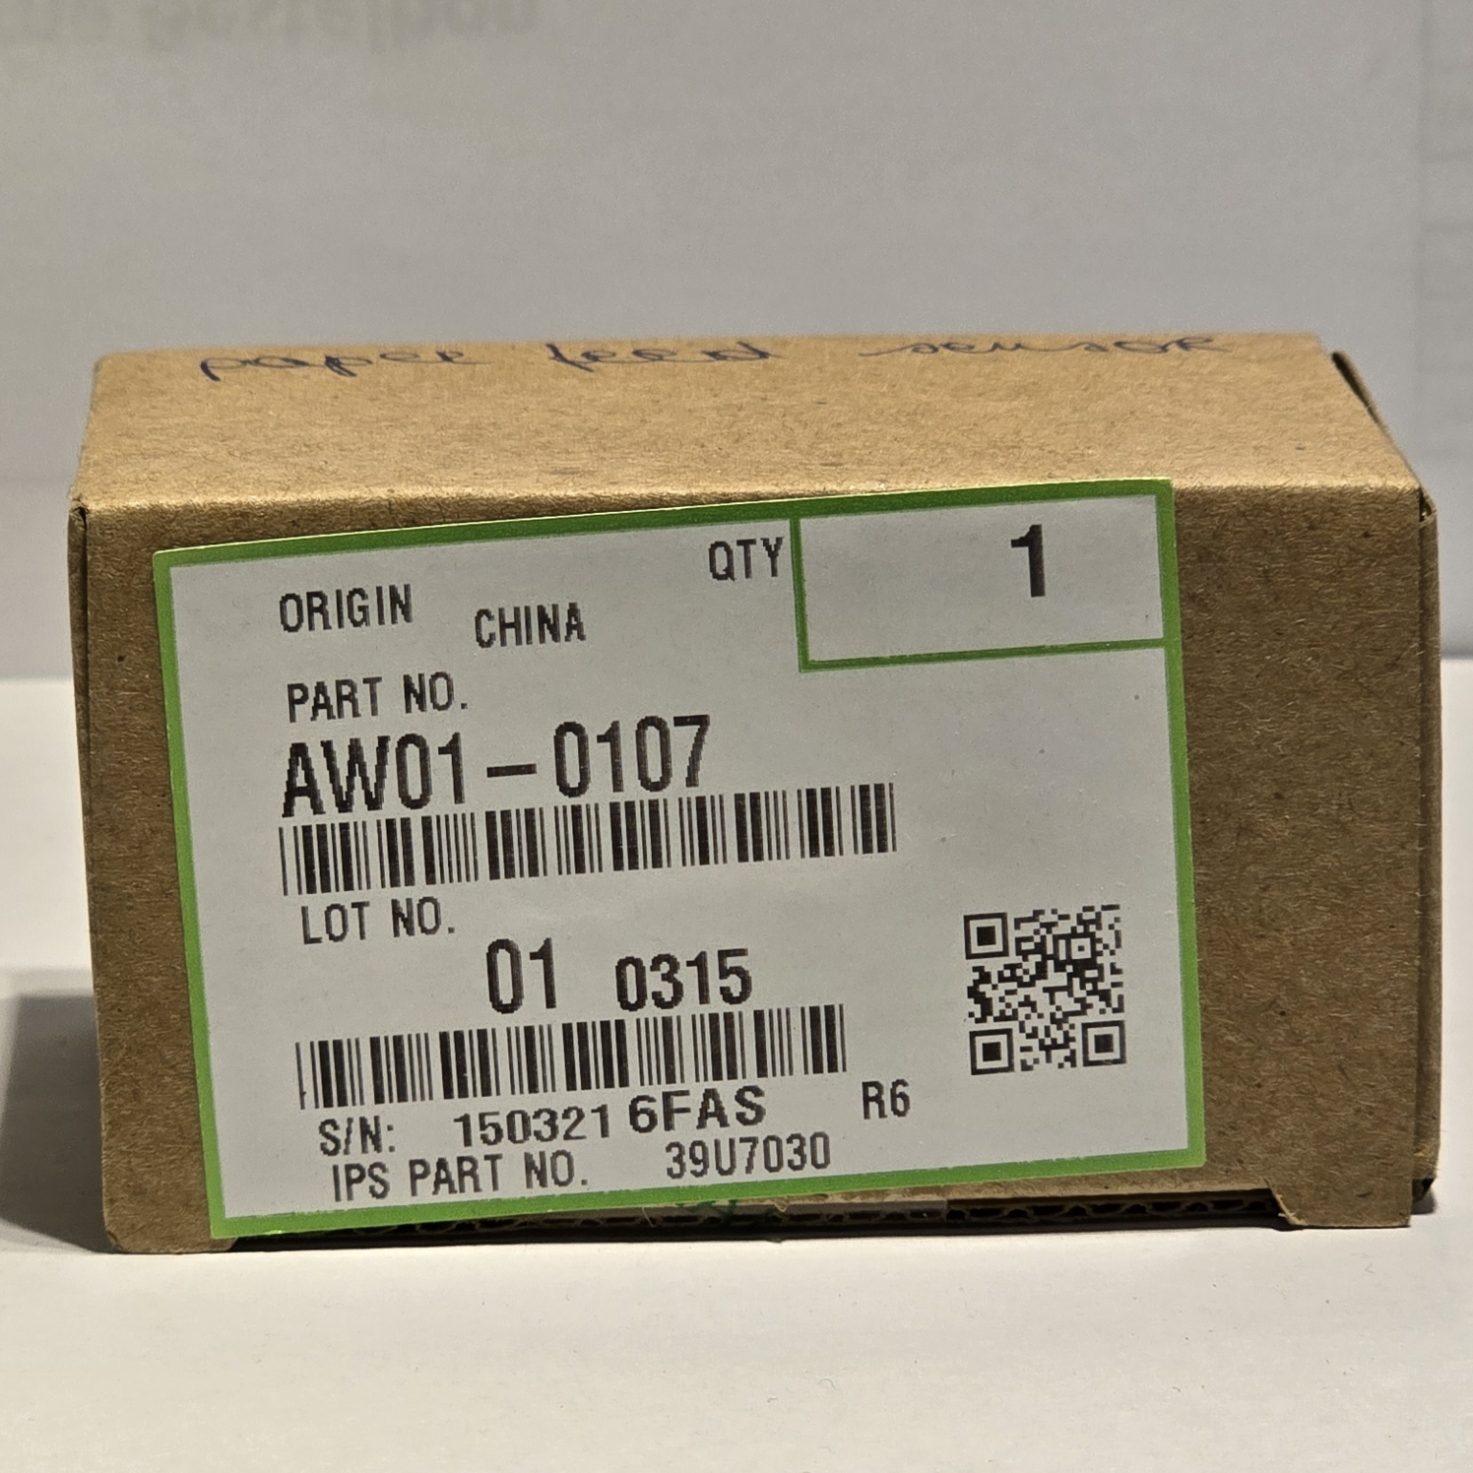 paper feed sensor
QTY 1
ORIGIN CHINA
PART NO.
AW01-0107
LOT NO.
01 0315
S/N: 150321 6FAS R6
IPS PART NO. 39U7030